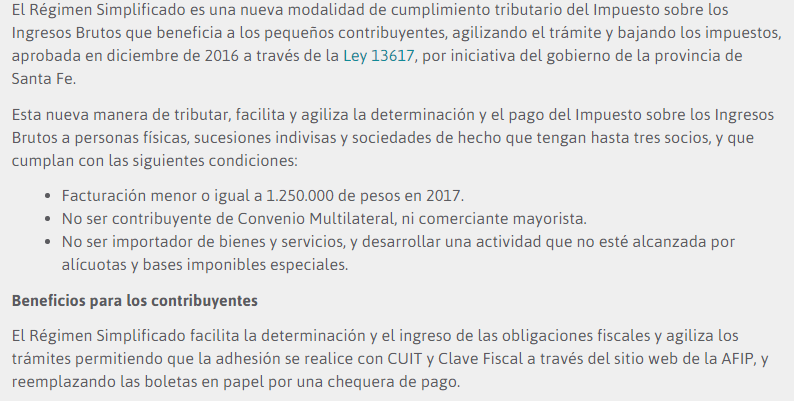 El Régimen Simplificado es una nueva modalidad de cumplimiento tributario del Impuesto sobre los
Ingresos Brutos que beneficia a los pequeños contribuyentes, agilizando el trámite y bajando los impuestos,
aprobada en diciembre de 2016 a través de la Ley 13617, por iniciativa del gobierno de la provincia de
Santa Fe.
Esta nueva manera de tributar, facilita y agiliza la determinación y el pago del Impuesto sobre los Ingresos
Brutos a personas físicas, sucesiones indivisas y sociedades de hecho que tengan hasta tres socios, y que
cumplan con las siguientes condiciones:
• Facturación menor o igual a 1.250.000 de pesos en 2017.
• No ser contribuyente de Convenio Multilateral, ni comerciante mayorista.
• No ser importador de bienes y servicios, y desarrollar una actividad que no esté alcanzada por
alícuotas y bases imponibles especiales.
Beneficios para los contribuyentes
El Régimen Simplificado facilita la determinación y el ingreso de las obligaciones fiscales y agiliza los
trámites permitiendo que la adhesión se realice con CUIT y Clave Fiscal a través del sitio web de la AFIP, y
reemplazando las boletas en papel por una chequera de pago.